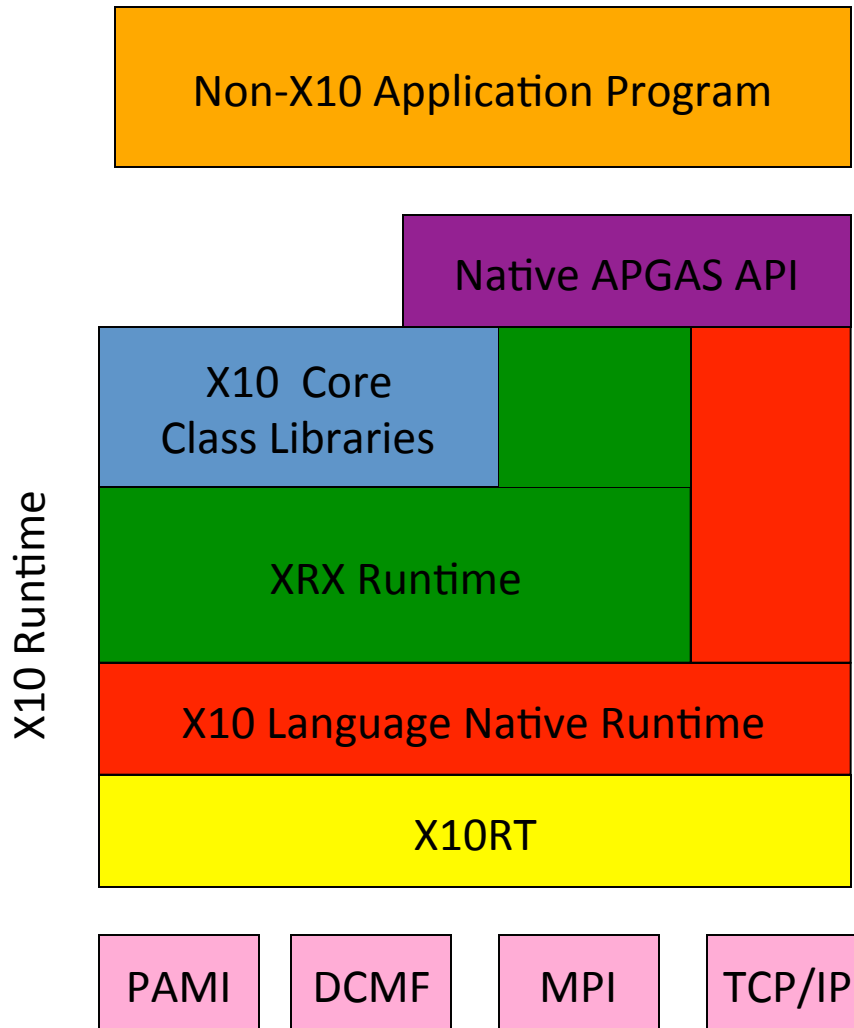 Non-X10 Application Program
Native APGAS API
X10 Core
Class Libraries
XRX Runtime
X10 Runtime
X10 Language Native Runtime
X10RT
PAMI
DCMF
MPI
TCP/IP